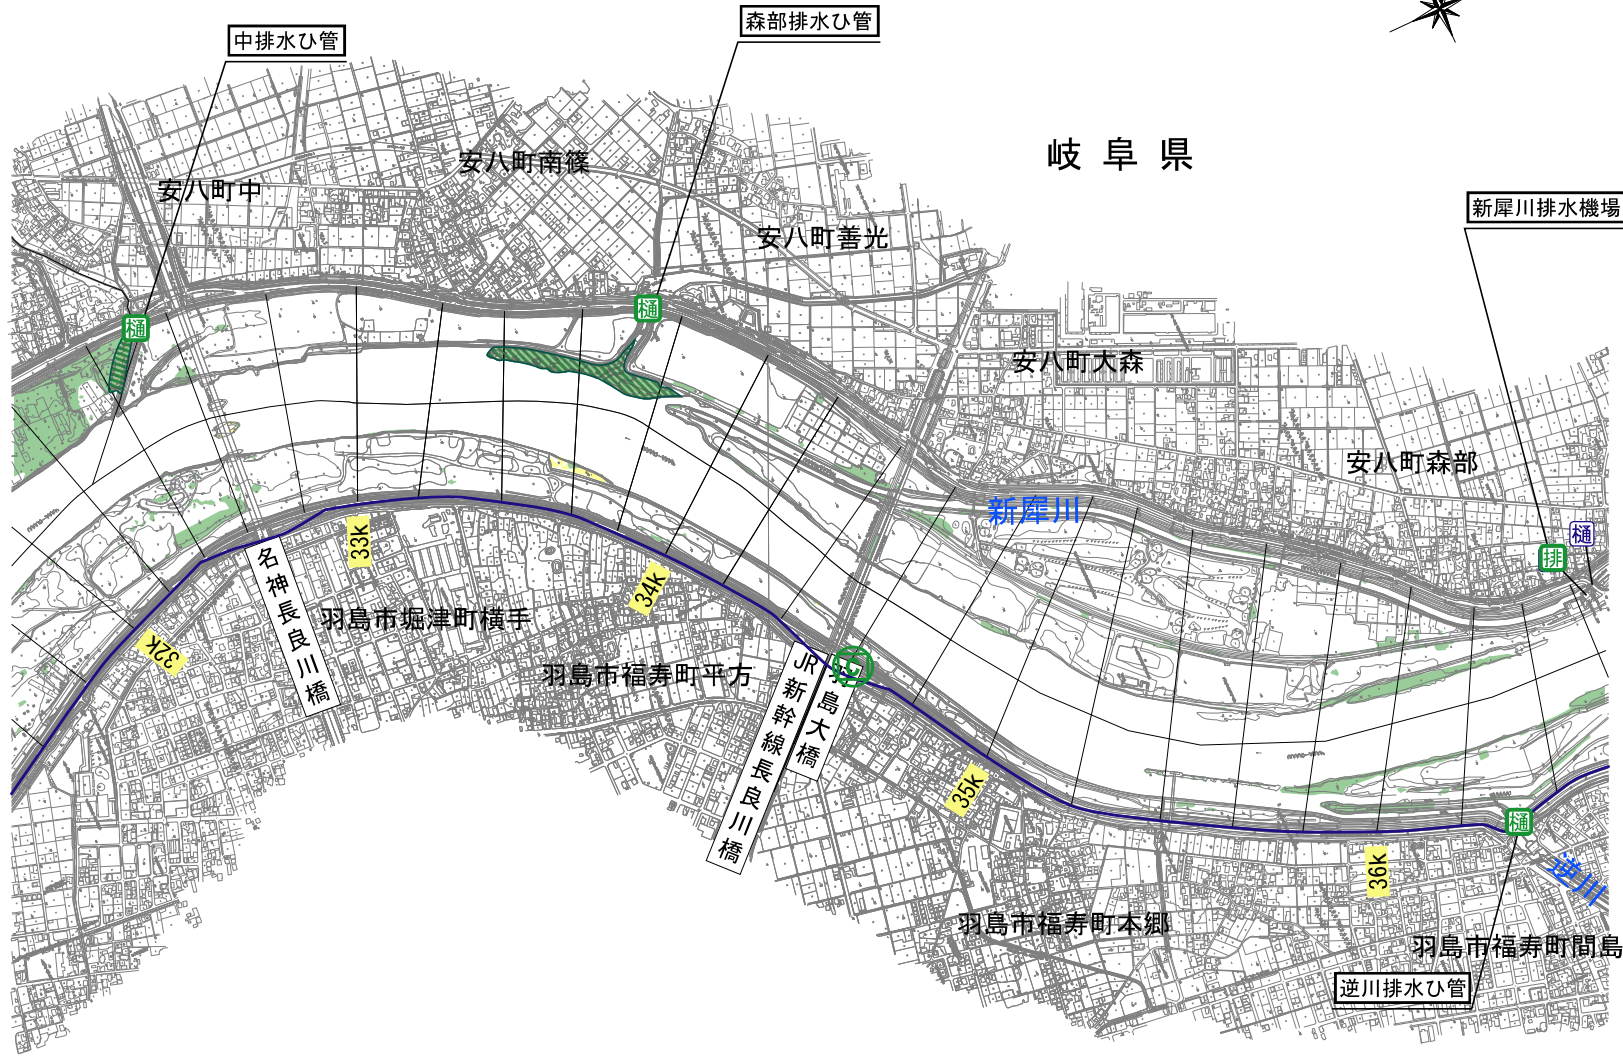 中排水ひ管
森部排水ひ管
岐阜県
新犀川排水機場
安八町中
安八町南篠
安八町善光
安八町大森
安八町森部
樋
樋
新犀川
樋
排
名神長良川橋
33k
34k
32k
羽島市堀津町横手
羽島市福寿町平方
JR新幹線長良川橋
島大橋
C
35k
36k
樋
逆川
羽島市福寿町本郷
羽島市福寿町間島
逆川排水ひ管